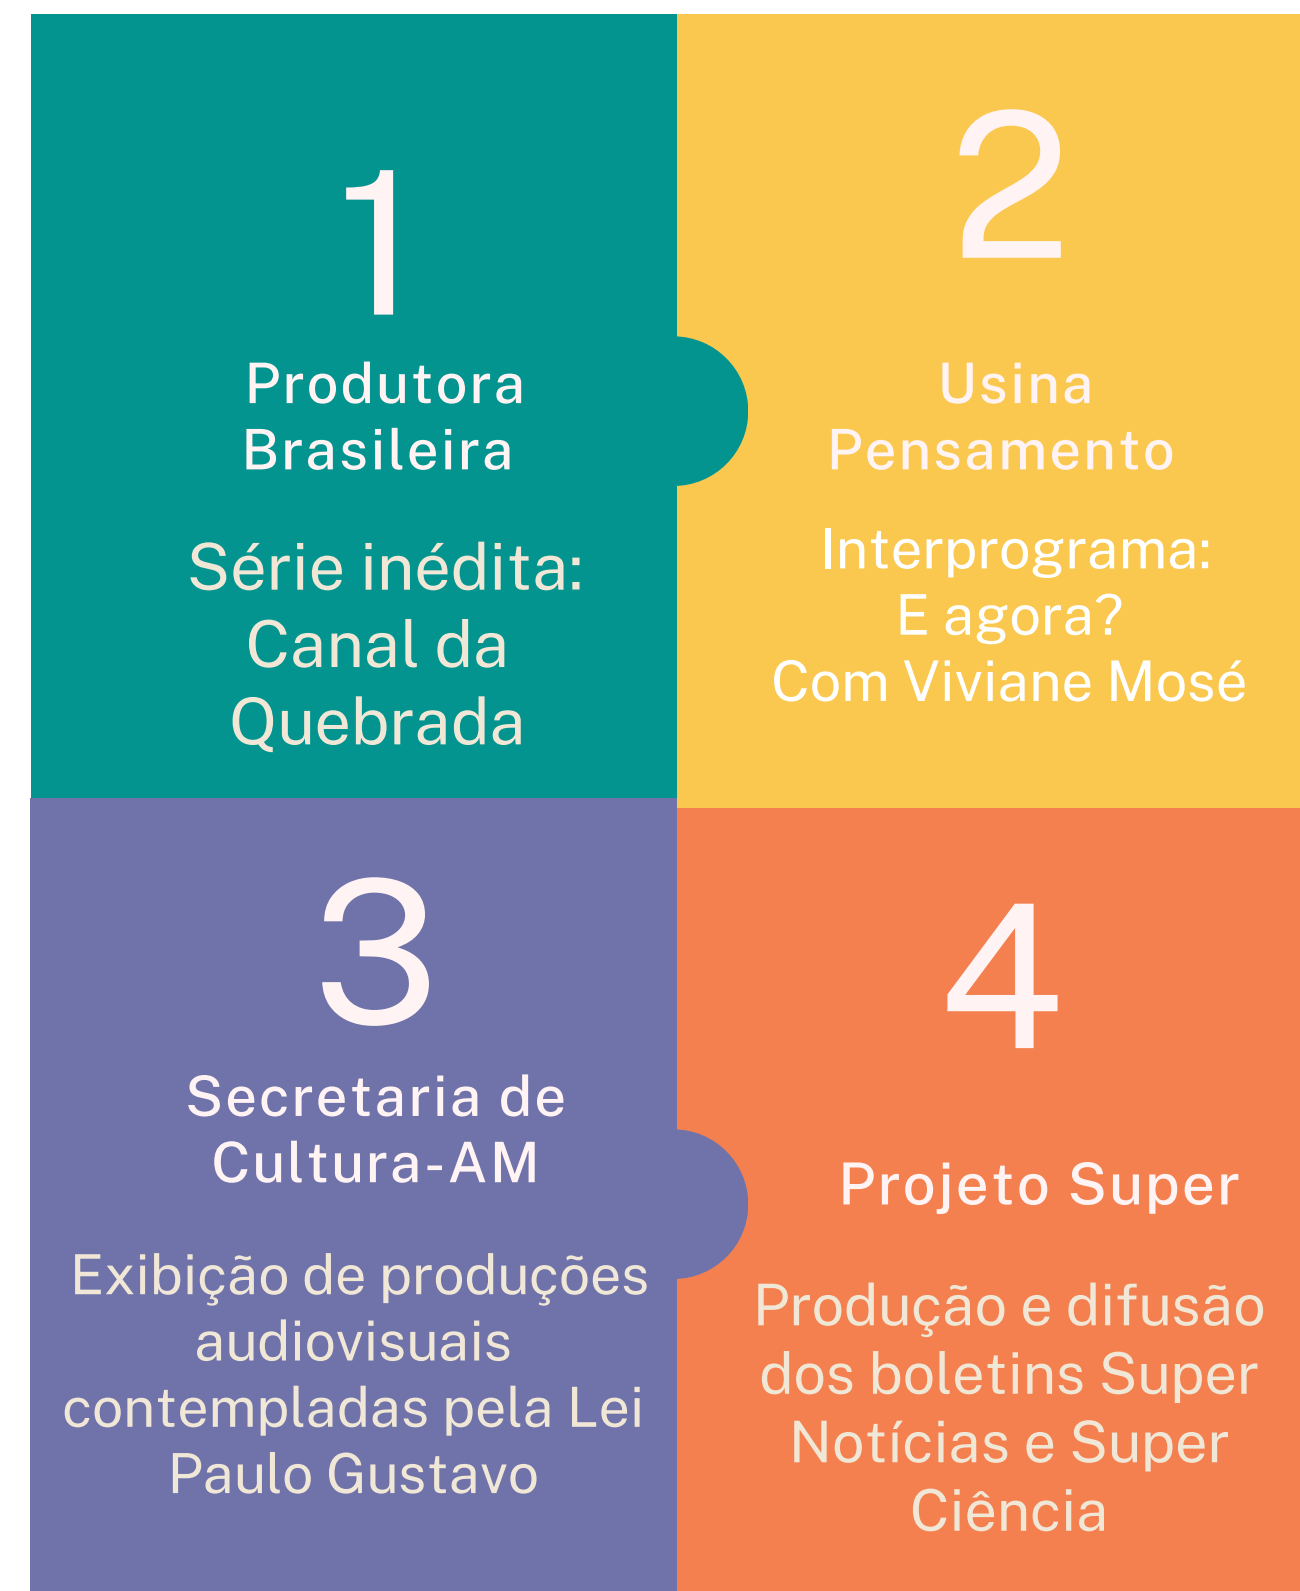 1
Produtora
Brasileira
Série inédita:
Canal da
Quebrada
2
Usina
Pensamento
Interprograma:
E agora?
Com Viviane Mosé
3
Secretaria de
Cultura-AM
Exibição de produções
audiovisuais
contempladas pela Lei
Paulo Gustavo
4
Projeto Super
Produção e difusão
dos boletins Super
Notícias e Super
Ciência